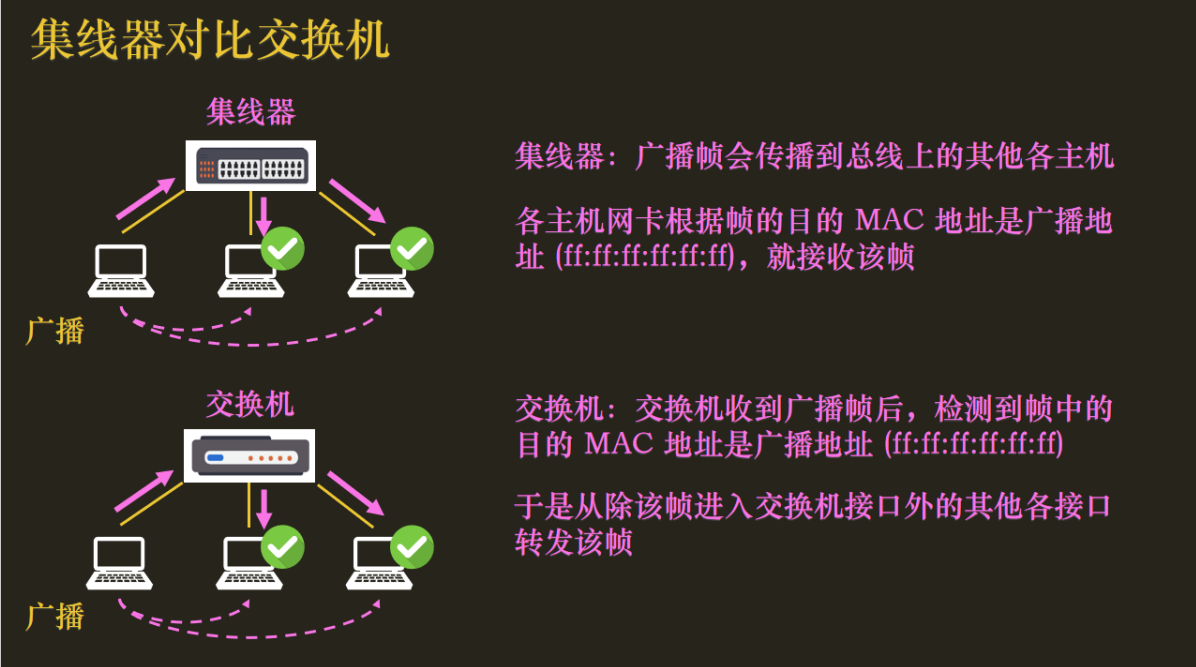 集线器对比交换机
集线器
集线器：广播帧会传播到总线上的其他各主机
各主机网卡根据帧的目的 MAC 地址是广播地
址 (ff:ff:ff:ff:ff:ff)，就接收该帧
广播
交换机
交换机：交换机收到广播帧后，检测到帧中的
目的 MAC 地址是广播地址 (ff:ff:ff:ff:ff:ff)
于是从除该帧进入交换机接口外的其他各接口
转发该帧
广播